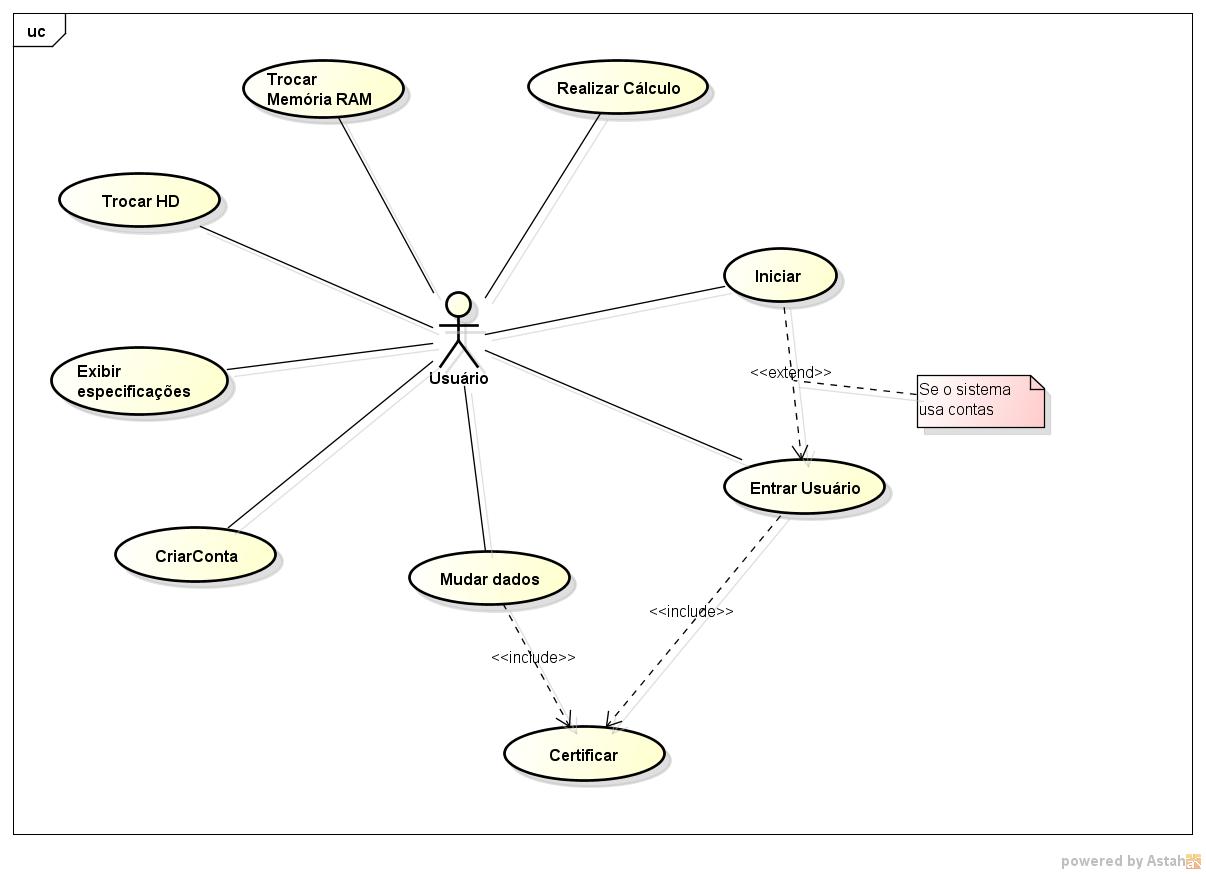 uc
Trocar
Memória RAM
Realizar Cálculo
Trocar HD
Iniciar
Exibir
especificações
Usuário
<<extend>>
Se o sistema
usa contas
Entrar Usuário
CriarConta
Mudar dados
<<include>>
<<include>>
Certificar
powered by Astah